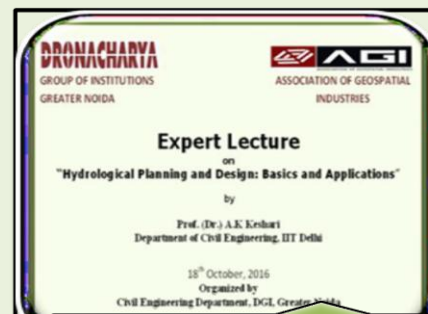 DRONACHARYA
GROUP OF INSTITUTIONS
GREATER NOIDA
AGI
ASSOCIATION OF GEOSPATIAL
INDUSTRIES
Expert Lecture
on
"Hydrological Planning and Design: Basics and Applications"
by
Prof. (Dr.) A.K Keshari
Department of Civil Engineering, IIT Delhi
18th October, 2016
Organized by
Civil Engineering Department, DGI, Greater Noida